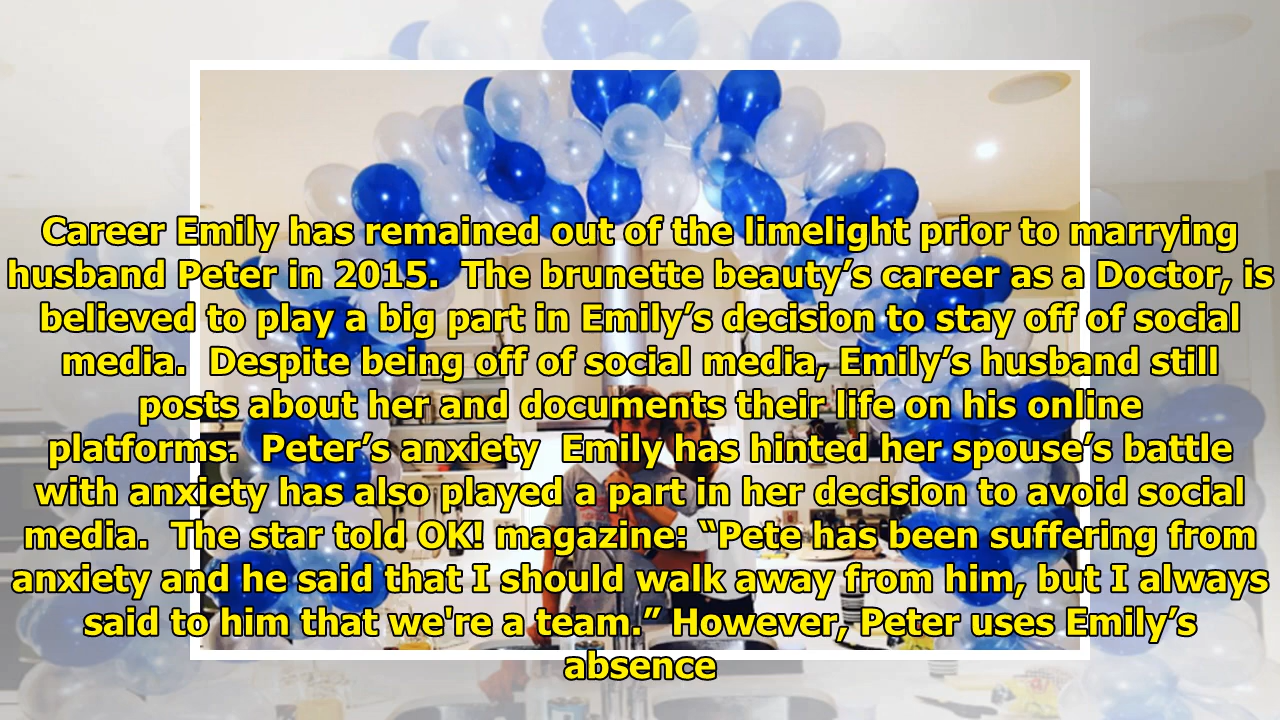 Career Emily has remained out of the limelight prior to marrying
husband Peter in 2015.  The brunette beauty’s career as a Doctor, is
believed to play a big part in Emily’s decision to stay off of social
media.  Despite being off of social media, Emily’s husband still
posts about her and documents their life on his online
platforms.  Peter’s anxiety  Emily has hinted her spouse’s battle
with anxiety has also played a part in her decision to avoid social
media.  The star told OK! magazine: “Pete has been suffering from
anxiety and he said that I should walk away from him, but I always
said to him that we're a team.” However, Peter uses Emily’s
absence